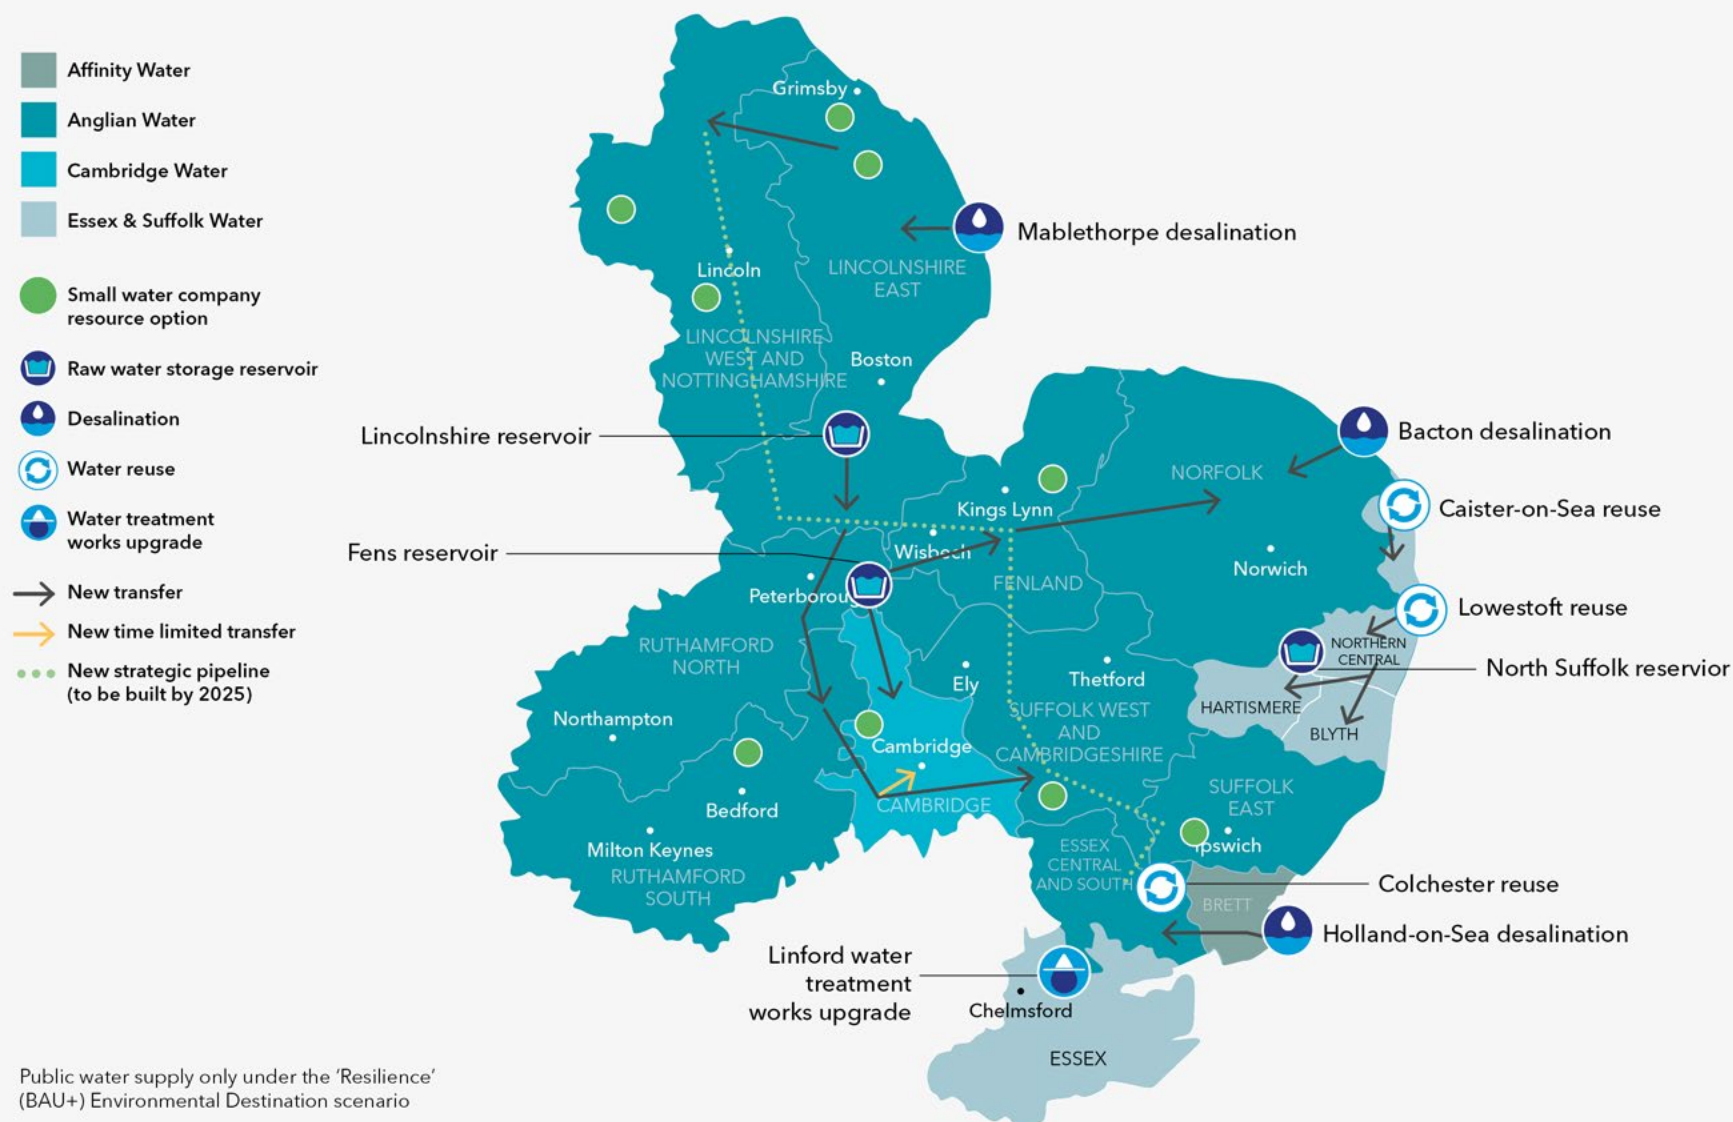 Affinity Water
Anglian Water
Cambridge Water
Essex & Suffolk Water
Small water company
resource option
Raw water storage reservoir
Desalination
Water reuse
Water treatment
works upgrade
New transfer
New time limited transfer
New strategic pipeline
(to be built by 2025)
Grimsby
Mablethorpe desalination
Lincoln
LINCOLNSHIRE
EAST
LINCOLNSHIRE
WEST AND
NOTTINGHAMSHIRE
Boston
Lincolnshire reservoir
Bacton desalination
NORFOLK
Kings Lynn
Caister-on-Sea reuse
Fens reservoir
Wisbech
Norwich
FENLAND
Peterboroug
Lowestoft reuse
RUTHAMFORD
NORTH
NORTHERN
CENTRAL
North Suffolk reservior
Ely
Thetford
HARTISMERE
SUFFOLK WEST
AND
CAMBRIDGESHIRE
Northampton
BLYTH
Cambridge
CAMBRIDGE
SUFFOLK
EAST
Bedford
Milton Keynes
RUTHAMFORD
SOUTH
ESSEX
CENTRAL
AND SOUTH
Ipswich
Colchester reuse
BRETT
Holland-on-Sea desalination
Linford water
treatment
works upgrade
Chelmsford
ESSEX
Public water supply only under the ‘Resilience’
(BAU+) Environmental Destination scenario